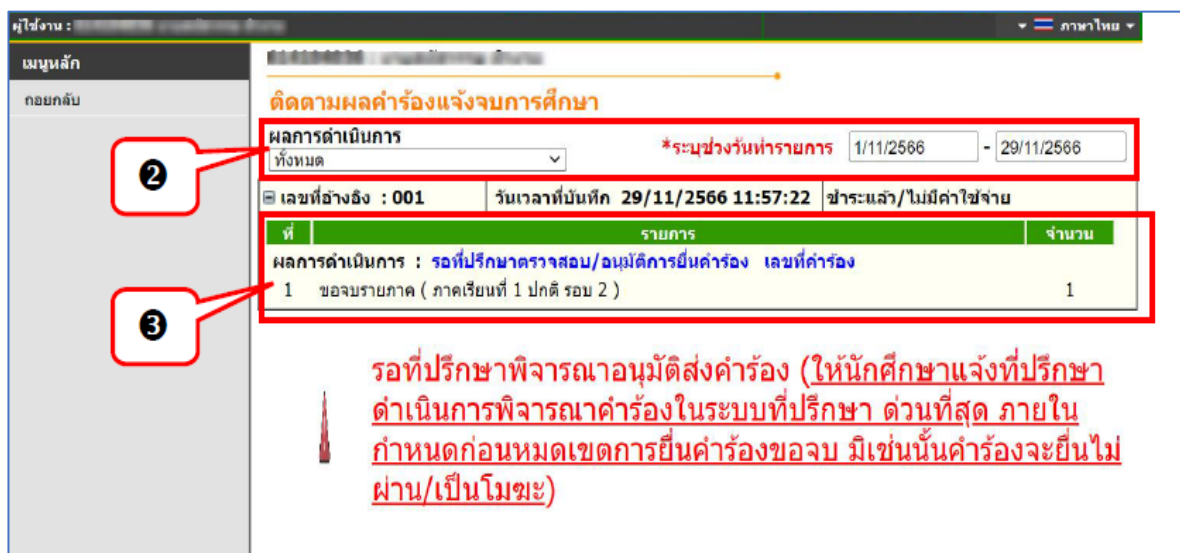 ผู้ใช้งาน :
ภาษาไทย
เมนูหลัก
ถอยกลับ
ติดตามผลคำร้องแจ้งจบการศึกษา
ผลการดำเนินการ
*ระบุช่วงวันทำรายการ 1/11/2566 - 29/11/2566
ทั้งหมด
❷
เลขที่อ้างอิง : 001 วันเวลาที่บันทึก 29/11/2566 11:57:22 ชำระแล้ว/ไม่มีค่าใช้จ่าย
ที่ รายการ จำนวน
ผลการดำเนินการ : รอที่ปรึกษาตรวจสอบ/อนุมัติการยื่นคำร้อง เลขที่คำร้อง
1 ขอจบรายภาค ( ภาคเรียนที่ 1 ปกติ รอบ 2 ) 1
❸
รอที่ปรึกษาพิจารณาอนุมัติส่งคำร้อง (ให้นักศึกษาแจ้งที่ปรึกษา
ดำเนินการพิจารณาคำร้องในระบบที่ปรึกษา ด่วนที่สุด ภายใน
กำหนดก่อนหมดเขตการยื่นคำร้องขอจบ มิเช่นนั้นคำร้องจะยื่นไม่
ผ่าน/เป็นโมฆะ)